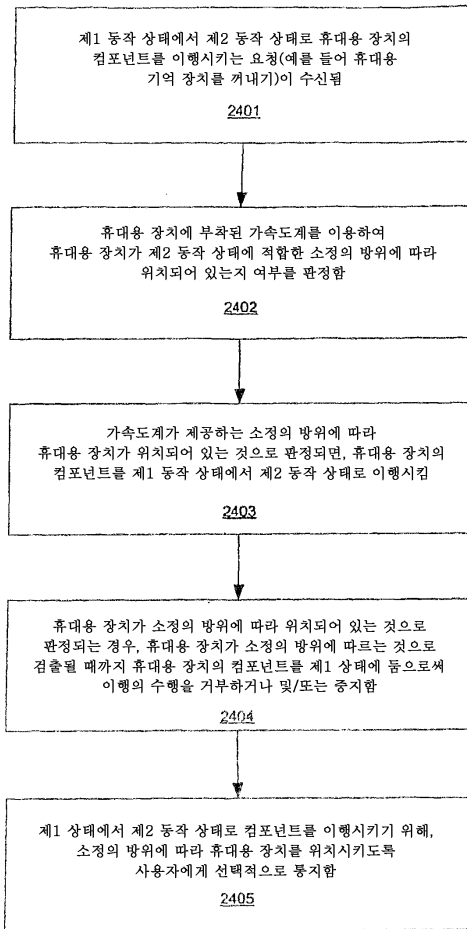 제1 동작 상태에서 제2 동작 상태로 휴대용 장치의
컴포넌트를 이행시키는 요청(예를 들어 휴대용
기억 장치를 꺼내기)이 수신됨
2401
휴대용 장치에 부착된 가속도계를 이용하여
휴대용 장치가 제2 동작 상태에 적합한 소정의 방위에 따라
위치되어 있는지 여부를 판정함
2402
가속도계가 제공하는 소정의 방위에 따라
휴대용 장치가 위치되어 있는 것으로 판정되면, 휴대용 장치의
컴포넌트를 제1 동작 상태에서 제2 동작 상태로 이행시킴
2403
휴대용 장치가 소정의 방위에 따라 위치되어 있는 것으로
판정되는 경우, 휴대용 장치가 소정의 방위에 따르는 것으로
검출될 때까지 휴대용 장치의 컴포넌트를 제1 상태에 둠으로써
이행의 수행을 거부하거나 및/또는 중지함
2404
제1 상태에서 제2 동작 상태로 컴포넌트를 이행시키기 위해,
소정의 방위에 따라 휴대용 장치를 위치시키도록
사용자에게 선택적으로 통지함
2405